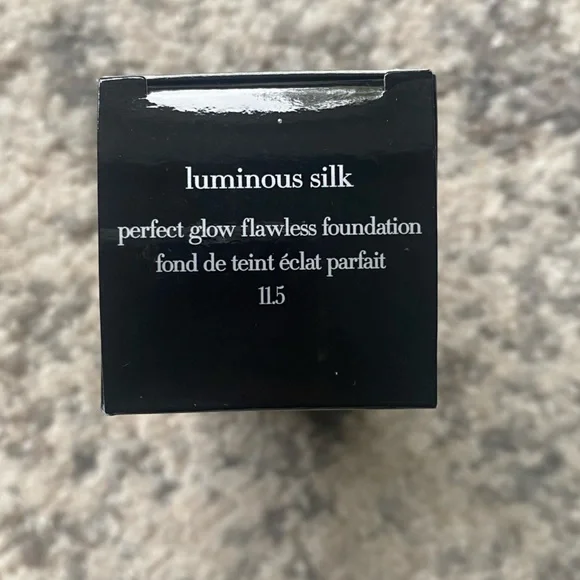 luminous silk
perfect glow flawless foundation
fond de teint éclat parfait
11.5